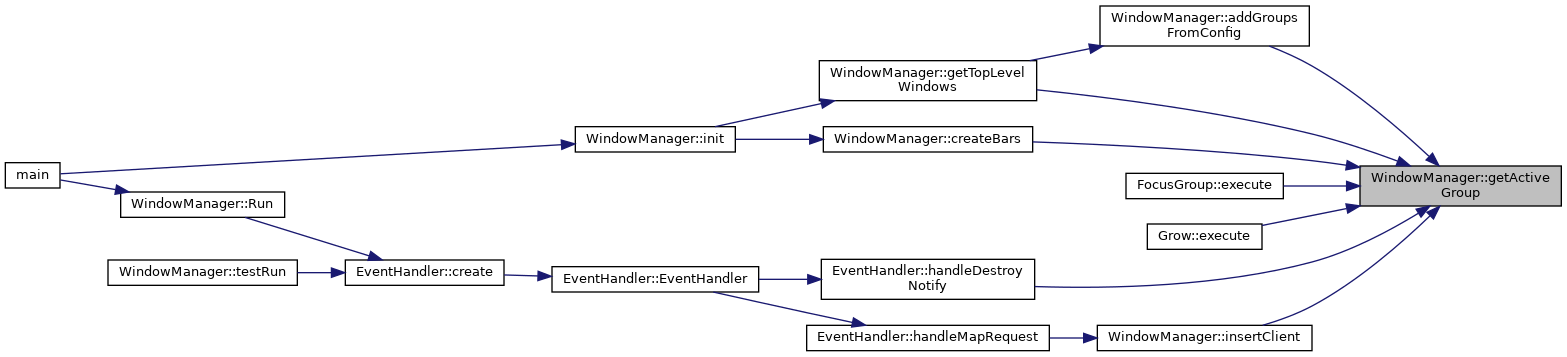 WindowManager::addGroups
FromConfig
WindowManager::getTopLevel
Windows
WindowManager::init
WindowManager::createBars
main
WindowManager::getActive
Group
FocusGroup::execute
WindowManager::Run
Grow::execute
WindowManager::testRun
EventHandler::create
EventHandler::EventHandler
EventHandler::handleDestroy
Notify
EventHandler::handleMapRequest
WindowManager::insertClient